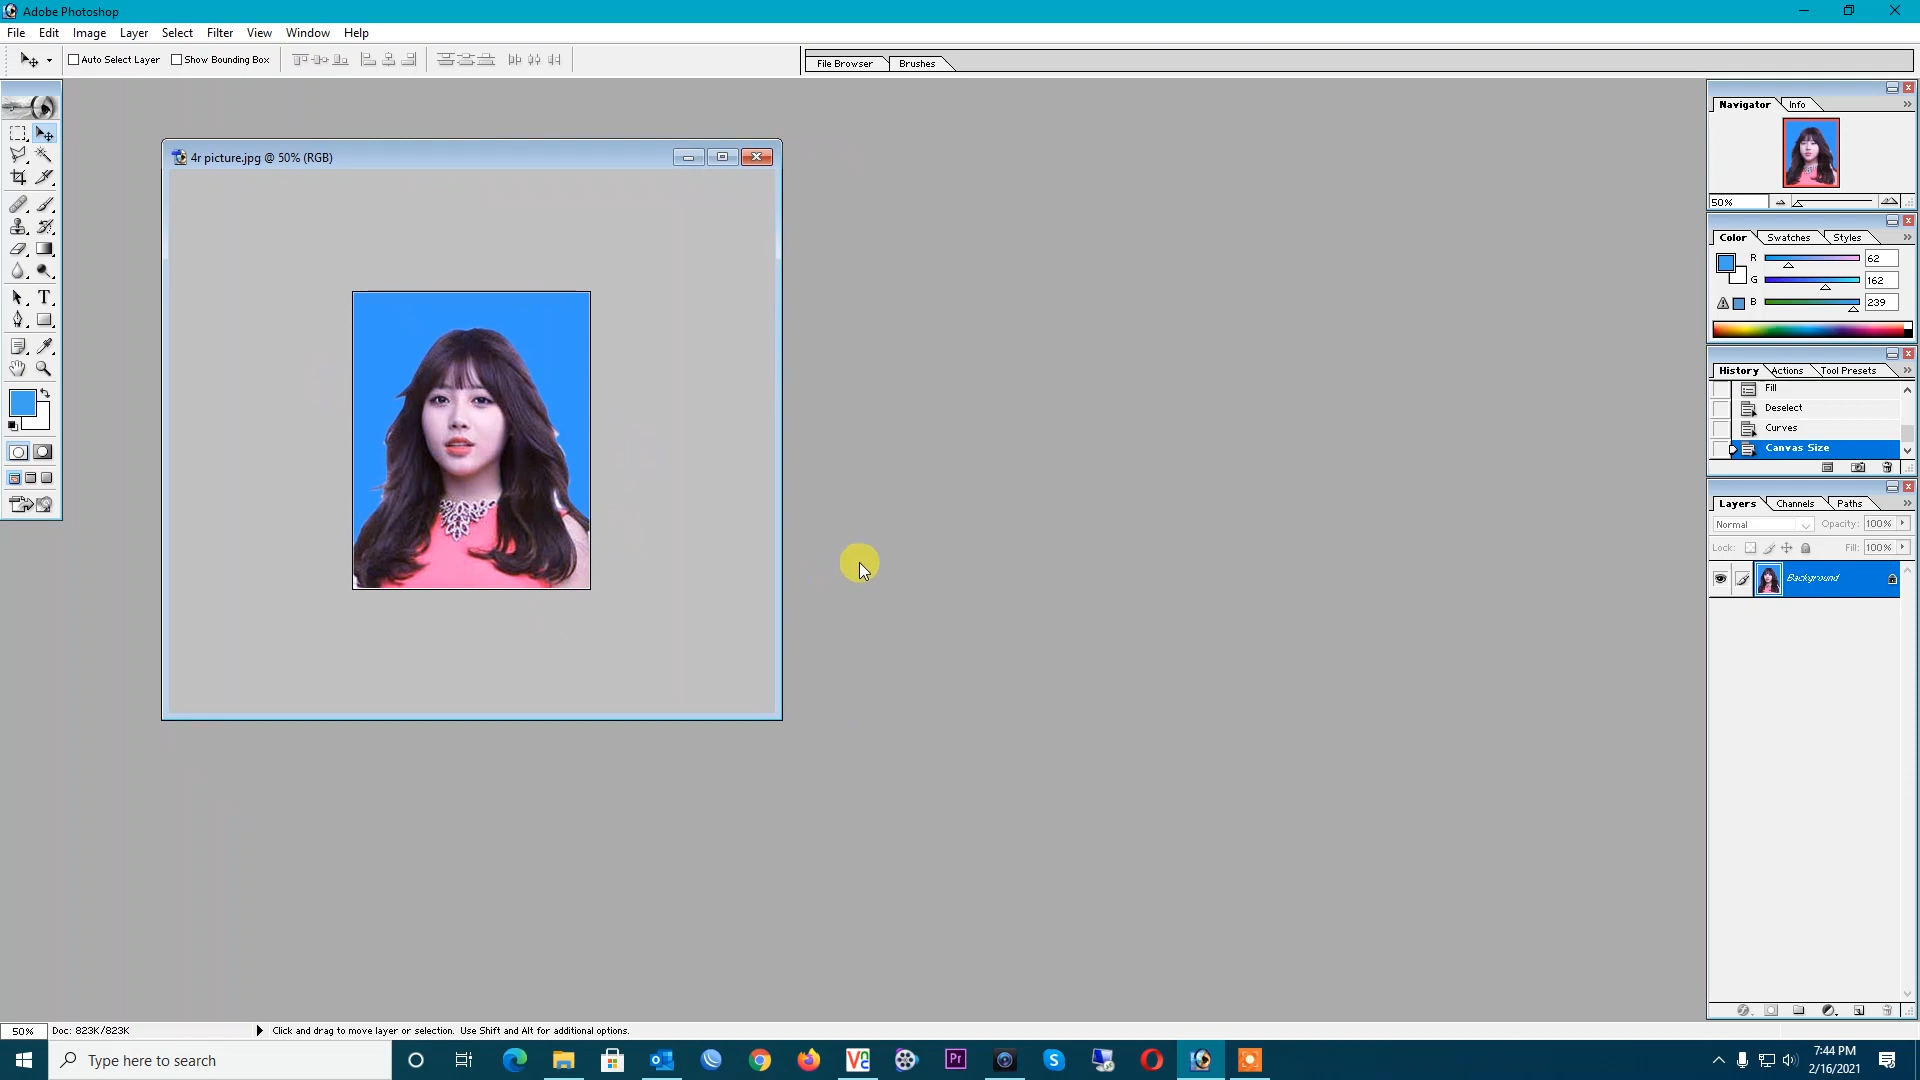 Adobe Photoshop
File Edit Image Layer Select Filter View Window Help
Auto Select Layer Show Bounding Box File Browser Brushes
4r picture.jpg @ 50% (RGB)
Navigator Info
50%
Color Swatches Styles
R 62
G 162
B 239
History Actions Tool Presets
Fill
Deselect
Curves
Canvas Size
Layers Channels Paths
Normal Opacity: 100%
Lock: Fill: 100%
Background
50% Doc: 823K/823K Click and drag to move layer or selection. Use Shift and Alt for additional options.
Type here to search
7:44 PM
2/16/2021